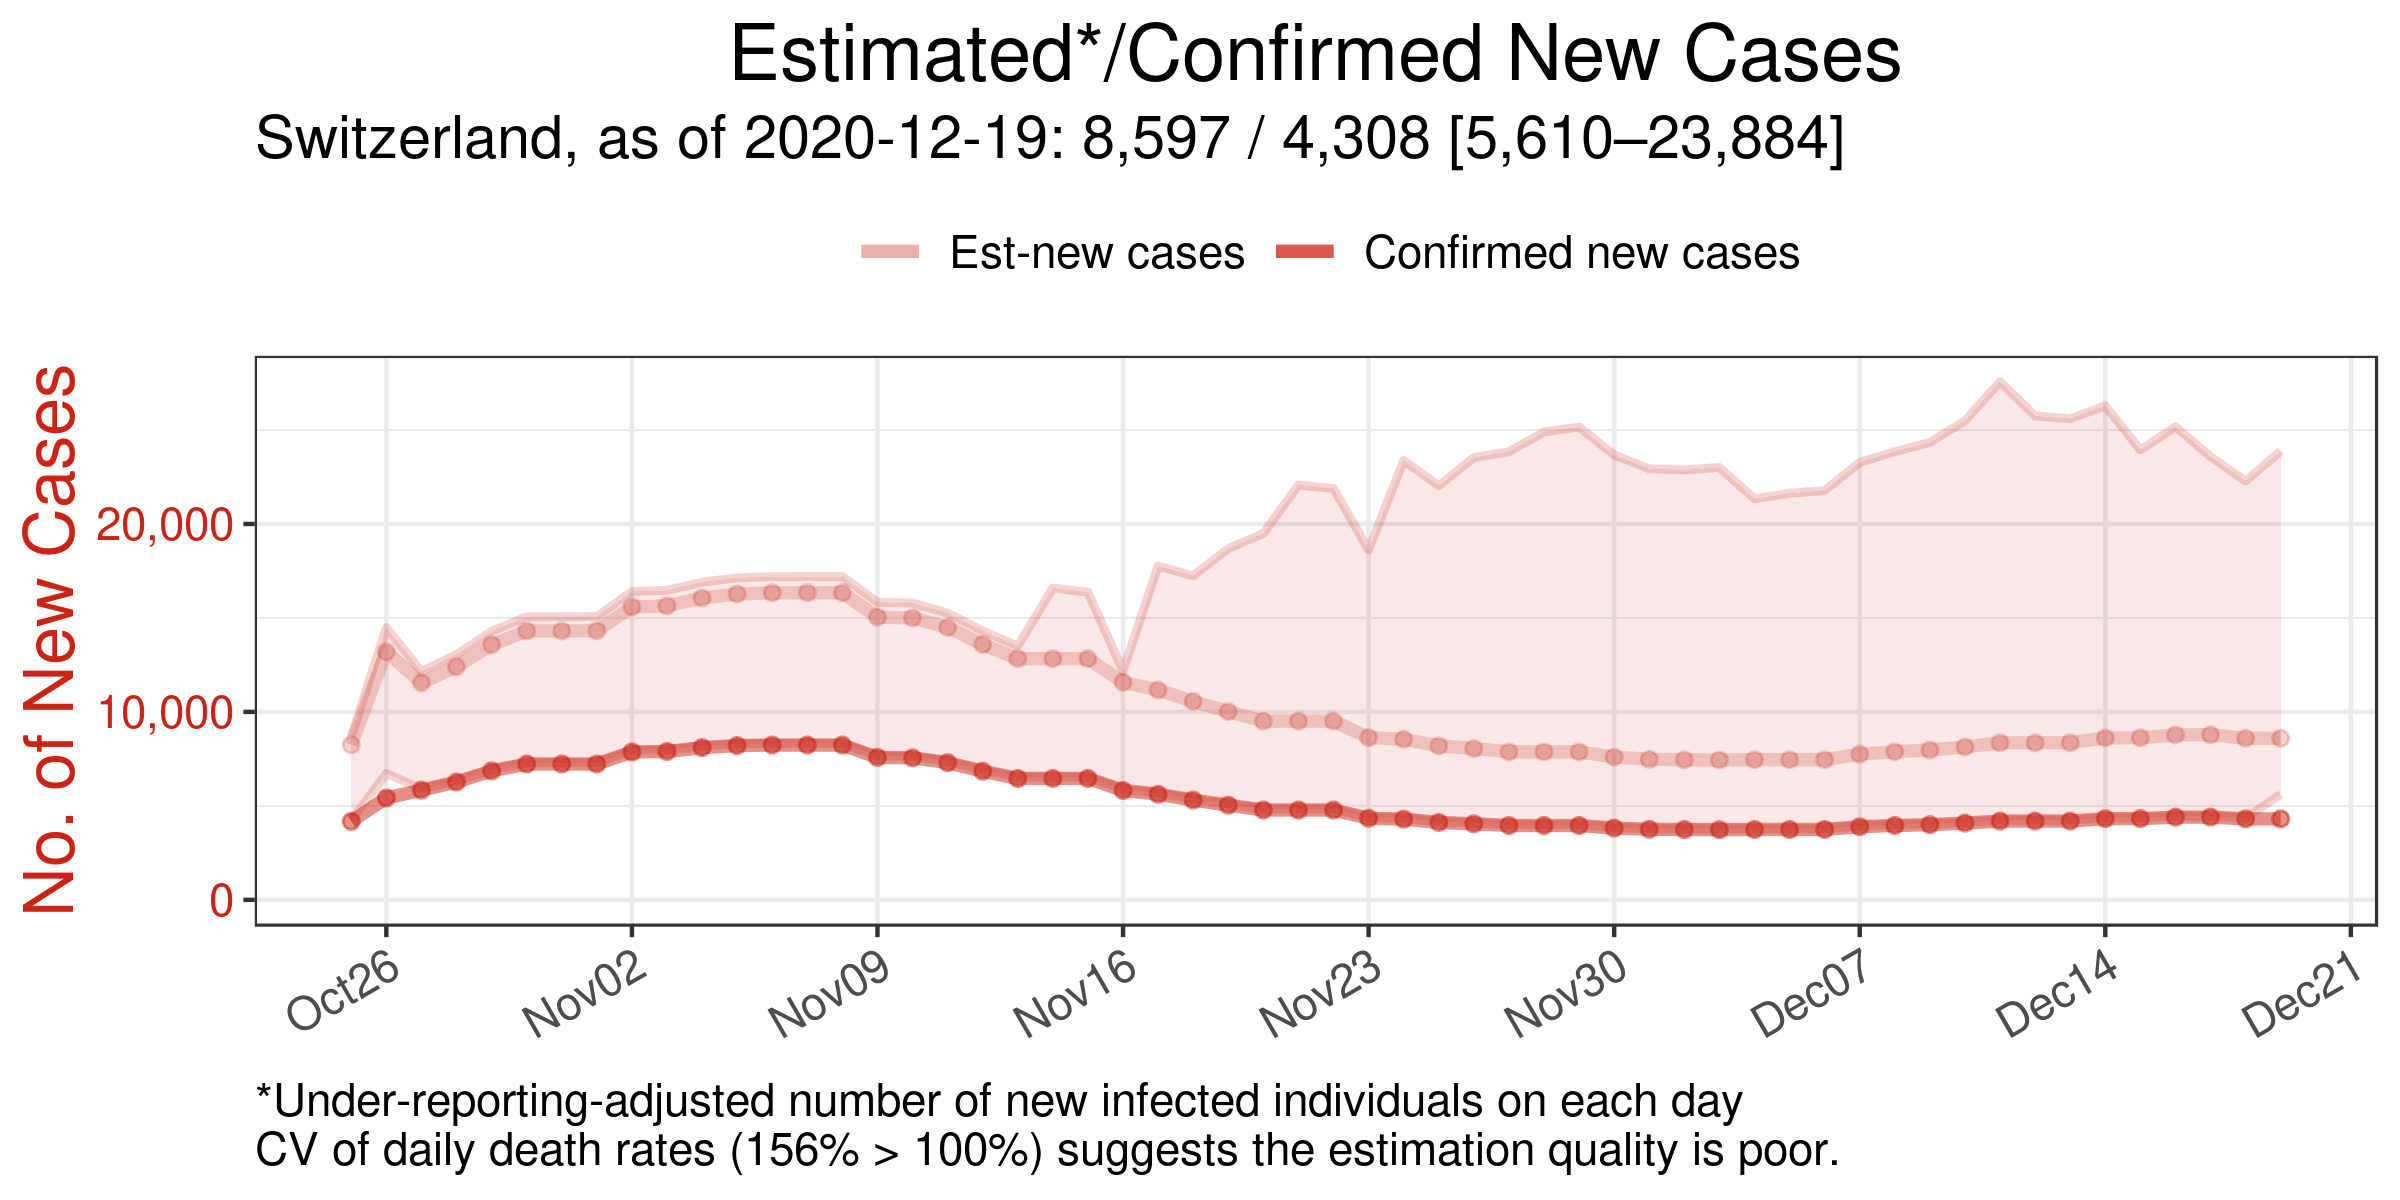 Estimated*/Confirmed New Cases
Switzerland, as of 2020-12-19: 8,597 / 4,308 [5,610–23,884]
Est-new cases
Confirmed new cases
No. of New Cases
20,000
10,000
0
Oct26
Nov02
Nov09
Nov16
Nov23
Nov30
Dec07
Dec14
Dec21
*Under-reporting-adjusted number of new infected individuals on each day
CV of daily death rates (156% > 100%) suggests the estimation quality is poor.